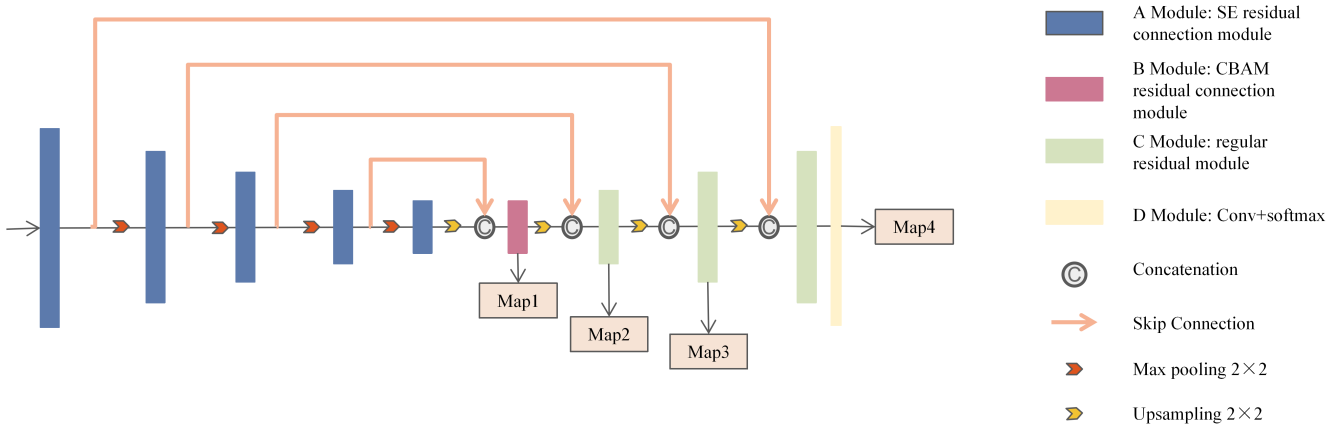 A Module: SE residual
connection module
B Module: CBAM
residual connection
module
C Module: regular
residual module
D Module: Conv+softmax
Concatenation
Skip Connection
Max pooling 2×2
Upsampling 2×2
C
C
C
C
C
Map1
Map2
Map3
Map4